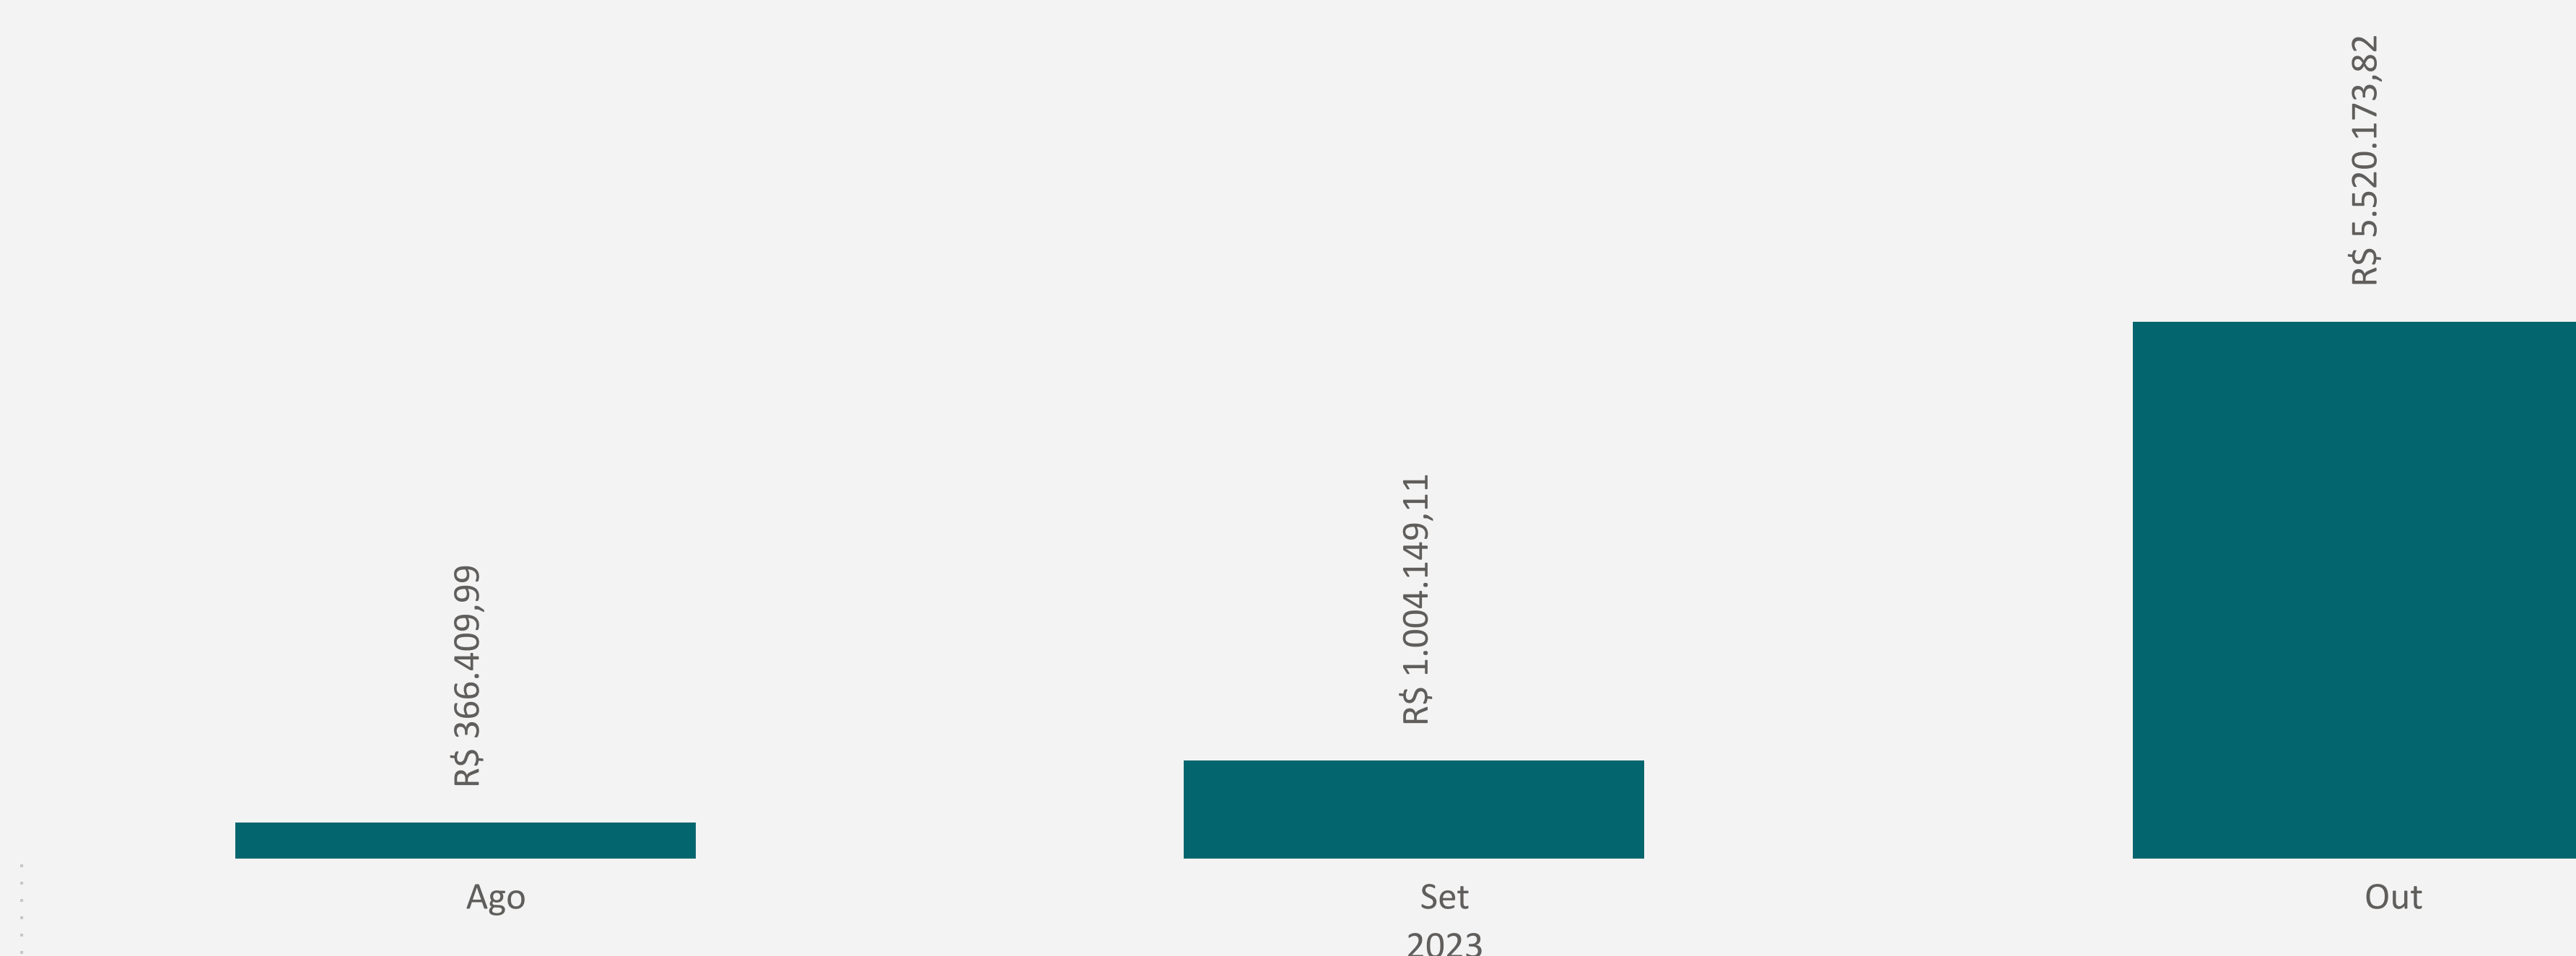 R$ 366.409,99
R$ 1.004.149,11
R$ 5.520.173,82
Ago
Set
Out
2023